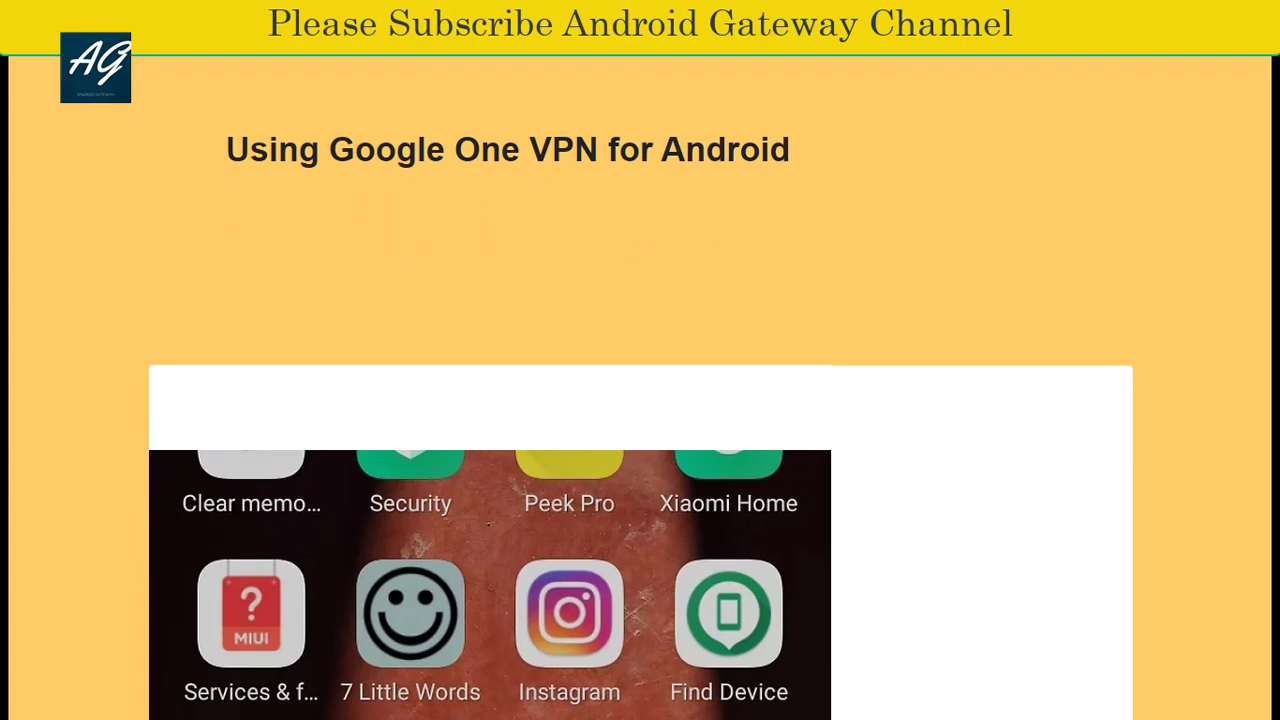 Please Subscribe Android Gateway Channel
AG
Using Google One VPN for Android
Clear memo...
Security
Peek Pro
Xiaomi Home
?
MIUI
Services & f...
7 Little Words
Instagram
Find Device